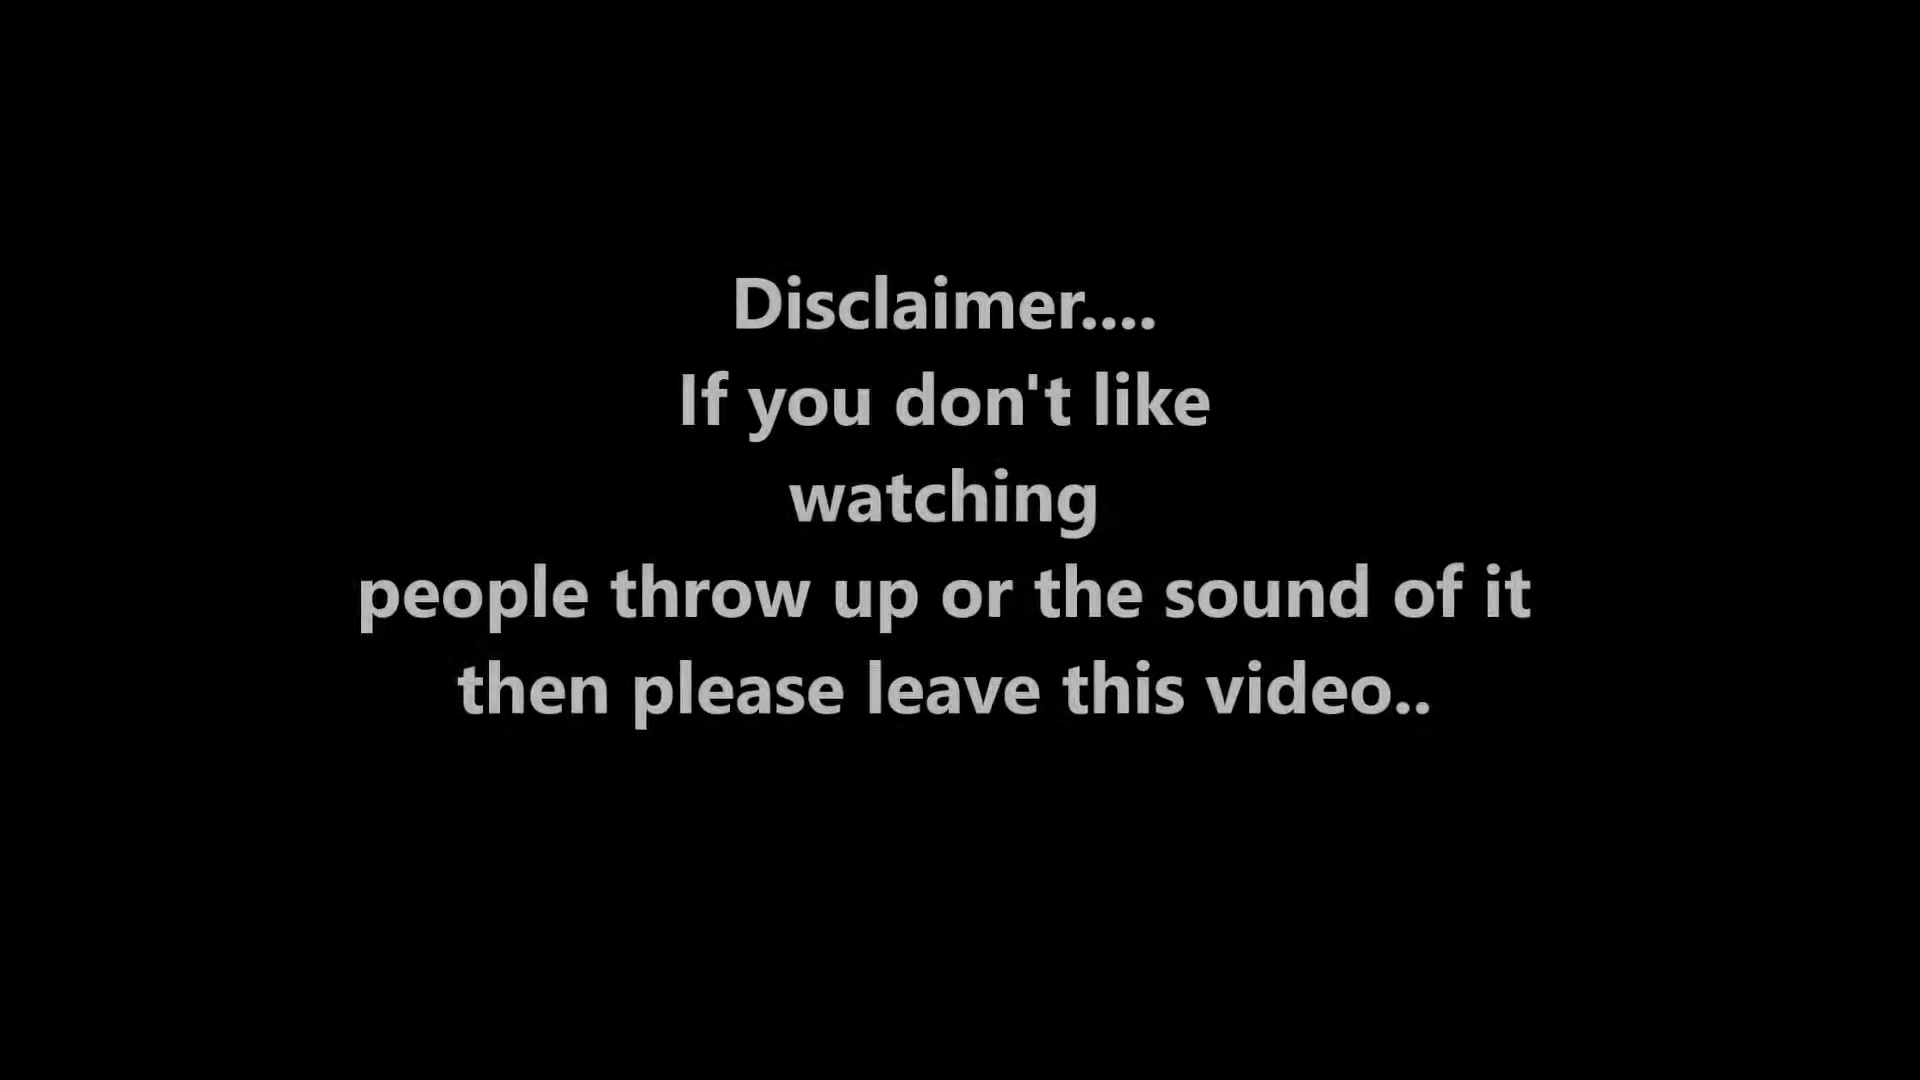 Disclaimer....
If you don't like
watching
people throw up or the sound of it
then please leave this video..